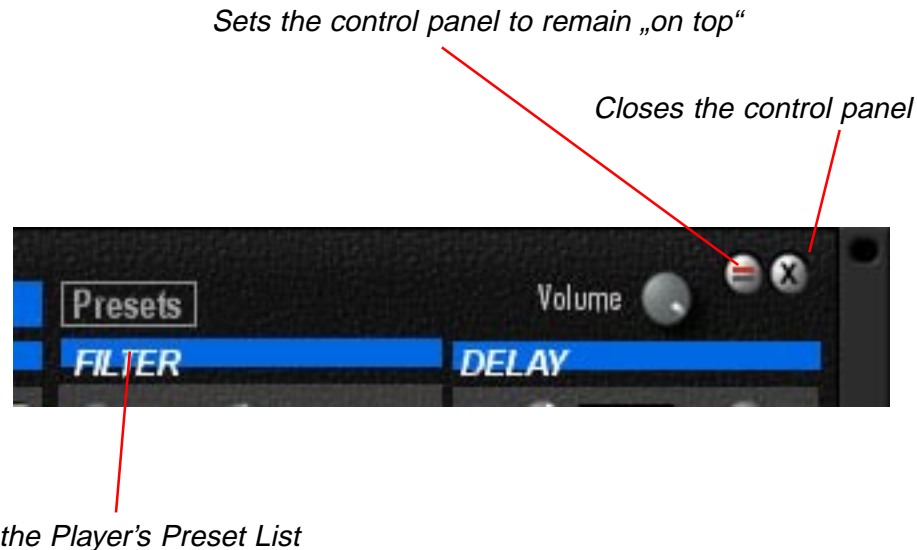 Sets the control panel to remain „on top“
Closes the control panel
Presets
Volume
X
FILTER
DELAY
the Player’s Preset List